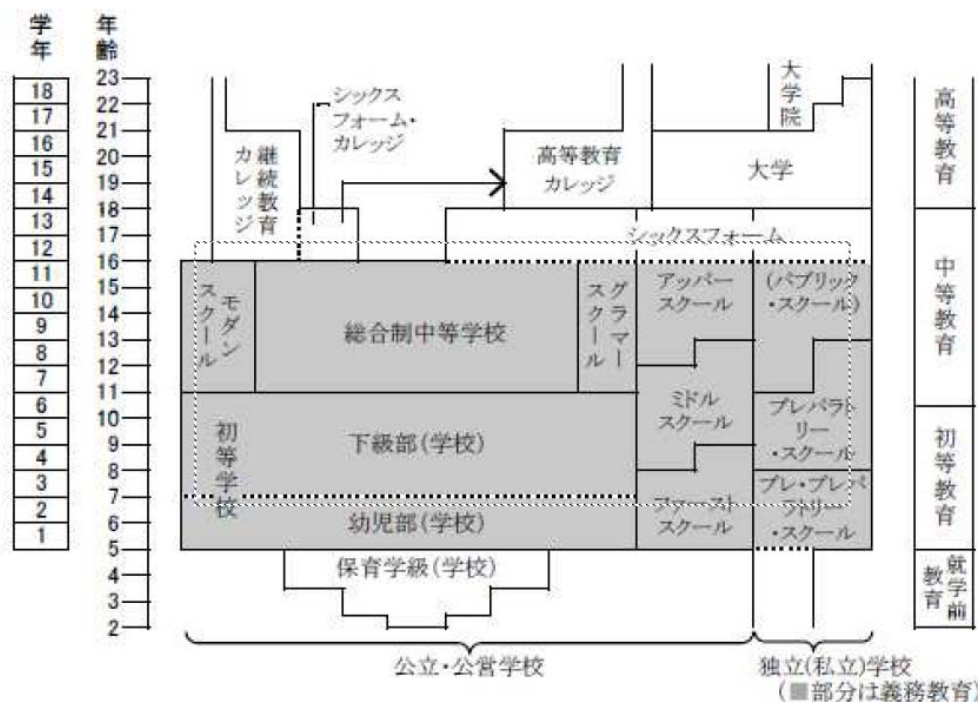 学年
年齢
18
17
16
15
14
13
12
11
10
9
8
7
6
5
4
3
2
1
23
22
21
20
19
18
17
16
15
14
13
12
11
10
9
8
7
6
5
4
3
2
継続教育
カレッジ
シックス
フォーム・
カレッジ
高等教育
カレッジ
大学院
大学
シックスフォーム
モダン
スクール
総合制中等学校
グラマー
スクール
アッパー
スクール
(パブリック
・スクール)
初等学校
下級部(学校)
ミドル
スクール
プレパラト
リー
・スクール
幼児部(学校)
ファースト
スクール
プレ・プレパ
ラトリー
・スクール
保育学級(学校)
高等教育
中等教育
初等教育
就学前
教育
公立・公営学校
独立(私立)学校
(■部分は義務教育)